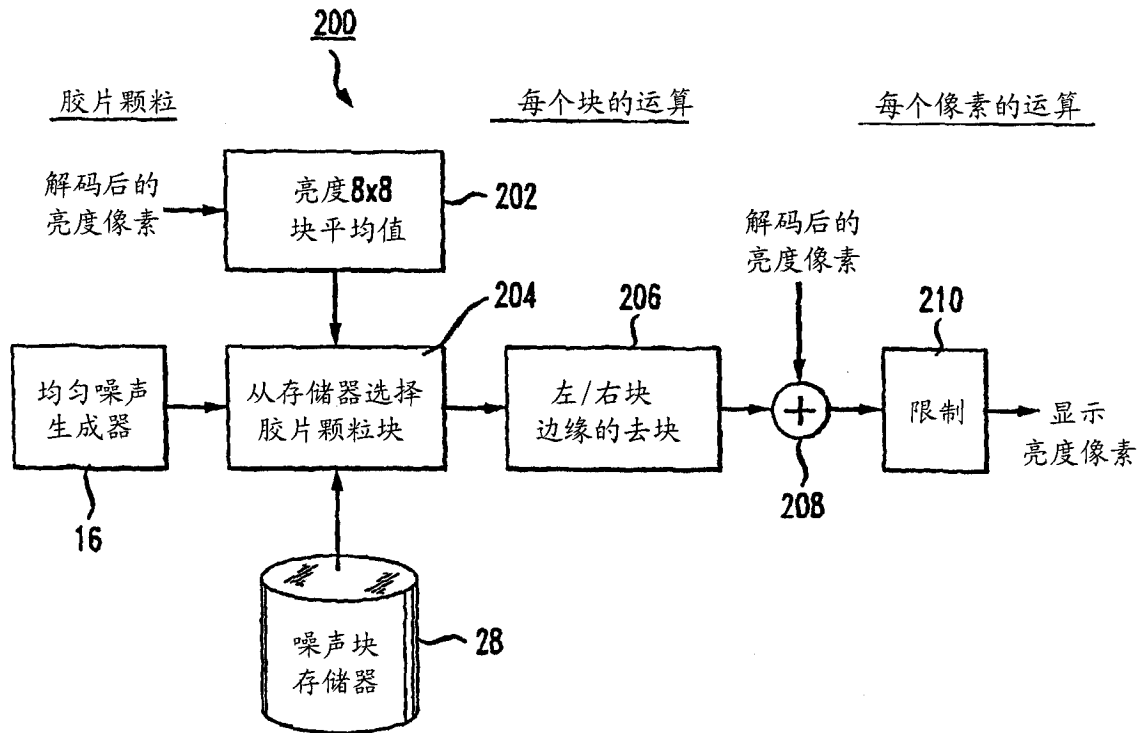 200
胶片颗粒
每个块的运算
每个像素的运算
解码后的
亮度像素
亮度8x8
块平均值
202
解码后的
亮度像素
204
206
210
均匀噪声
生成器
从存储器选择
胶片颗粒块
左/右块
边缘的去块
限制
显示
亮度像素
208
16
噪声块
存储器
28